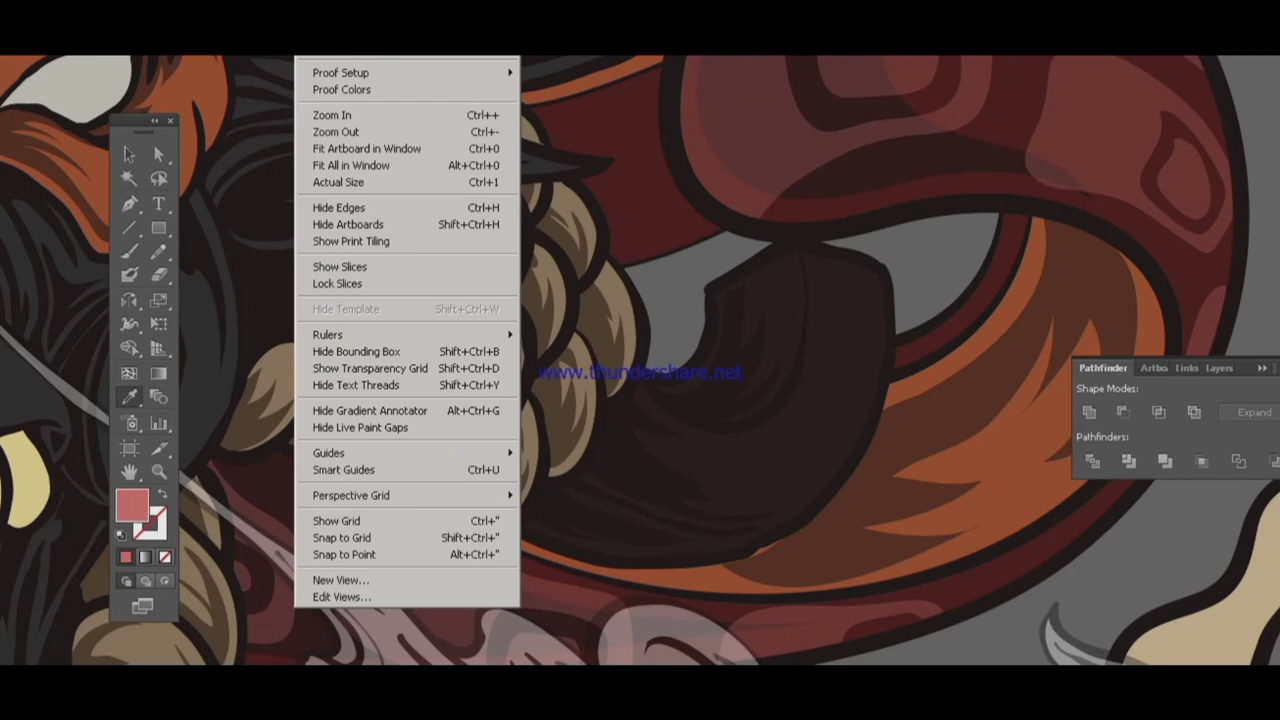 Proof Setup
Proof Colors
Zoom In Ctrl++
Zoom Out Ctrl+-
Fit Artboard in Window Ctrl+0
Fit All in Window Alt+Ctrl+0
Actual Size Ctrl+1
Hide Edges Ctrl+H
Hide Artboards Shift+Ctrl+H
Show Print Tiling
Show Slices
Lock Slices
Hide Template Shift+Ctrl+W
Rulers
Hide Bounding Box Shift+Ctrl+B
Show Transparency Grid Shift+Ctrl+D
Hide Text Threads Shift+Ctrl+Y
Hide Gradient Annotator Alt+Ctrl+G
Hide Live Paint Gaps
Guides
Smart Guides Ctrl+U
Perspective Grid
Show Grid Ctrl+"
Snap to Grid Shift+Ctrl+"
Snap to Point Alt+Ctrl+"
New View...
Edit Views...
www.thundershare.net
Pathfinder Artbo Links Layers
Shape Modes:
Expand
Pathfinders: